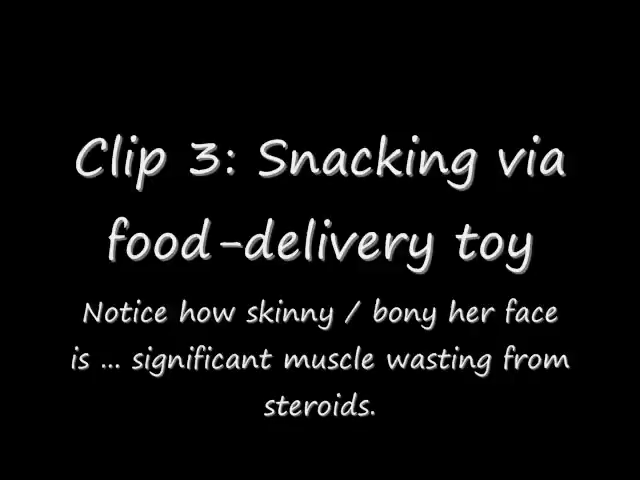 Clip 3: Snacking via
food-delivery toy
Notice how skinny / bony her face
is ... significant muscle wasting from
steroids.